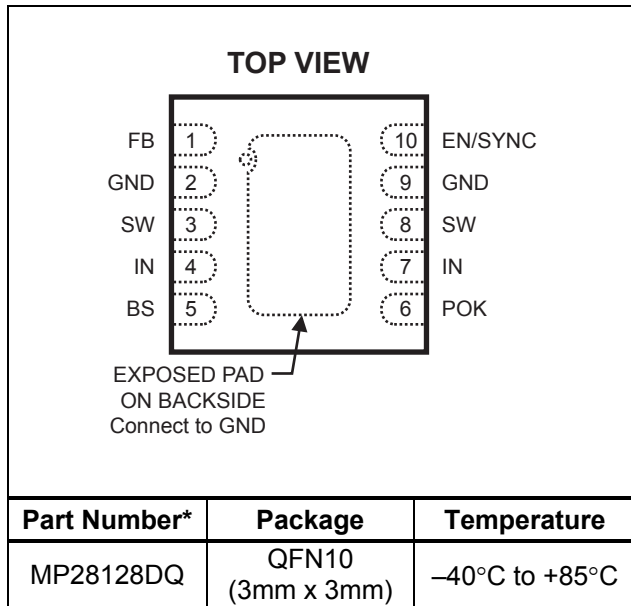 TOP VIEW
FB 1 10 EN/SYNC
GND 2 9 GND
SW 3 8 SW
IN 4 7 IN
BS 5 6 POK
EXPOSED PAD
ON BACKSIDE
Connect to GND
Part Number* Package Temperature
MP28128DQ QFN10 (3mm x 3mm) –40°C to +85°C